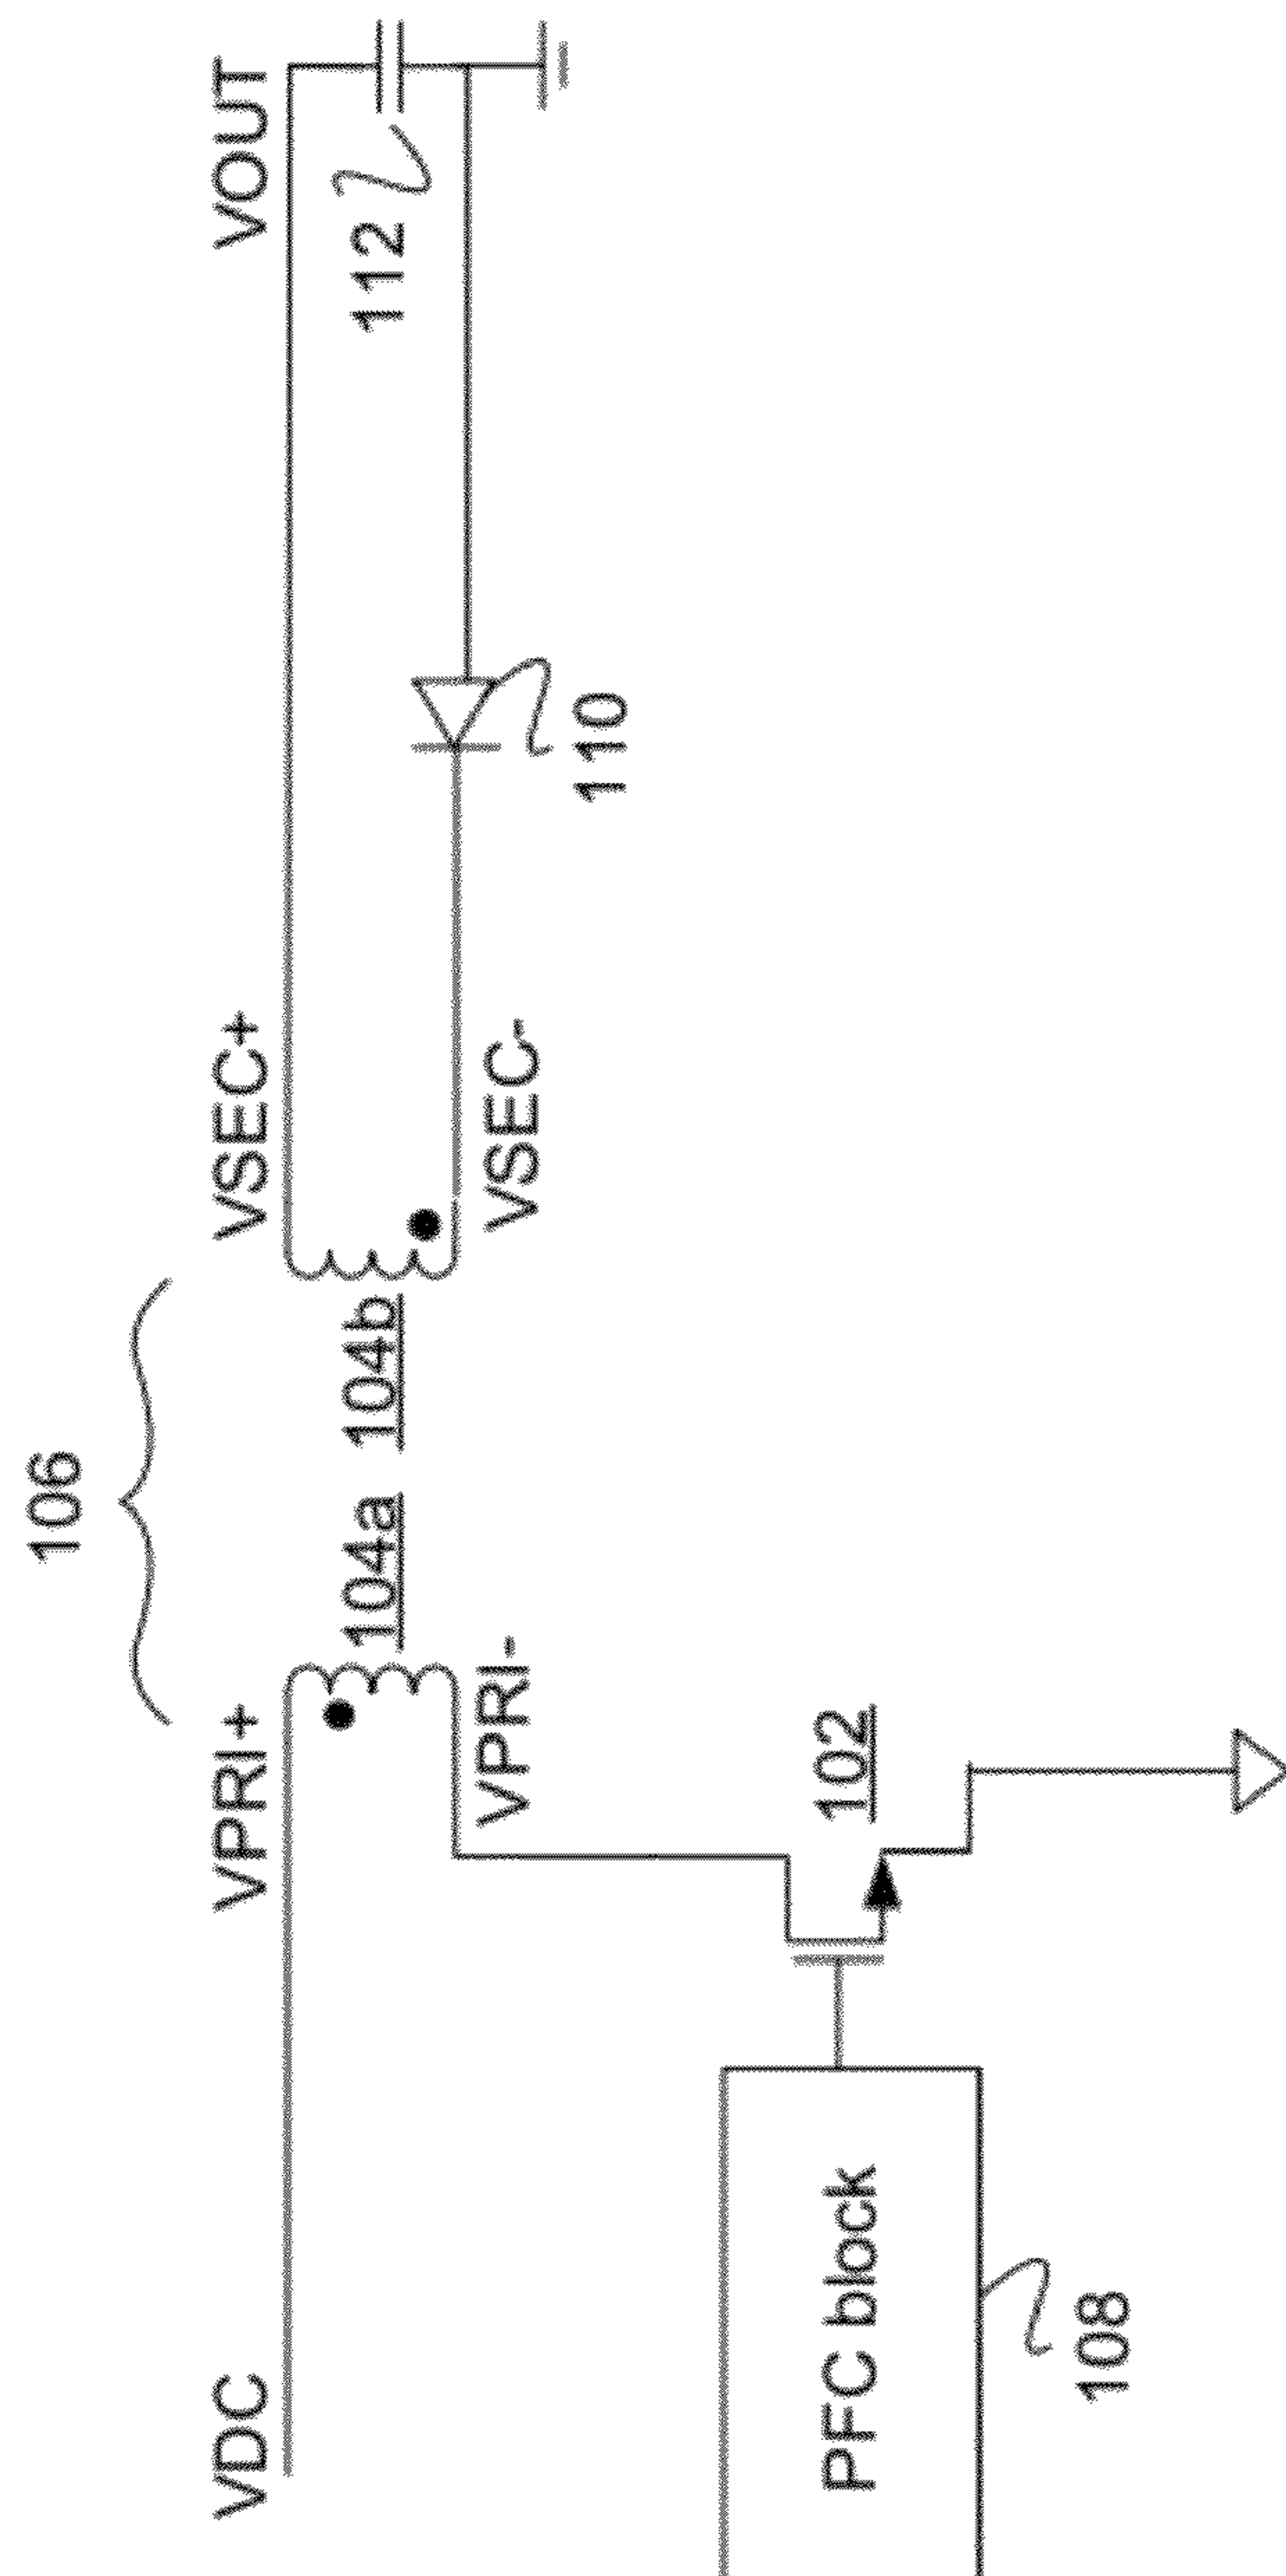 106
VDC
VPRI+
VSEC+
VOUT
104a
104b
112
VPRI-
VSEC-
110
102
PFC block
108